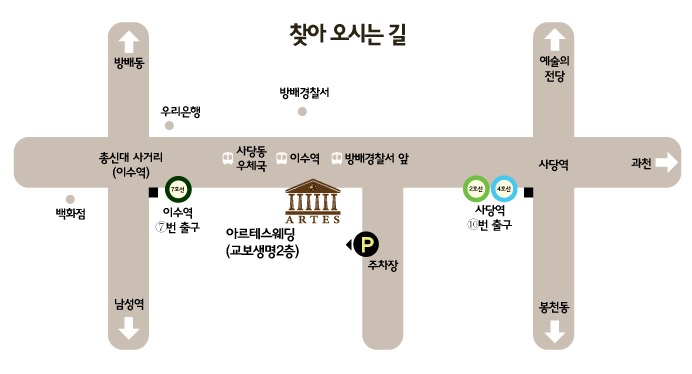 찾아 오시는 길
방배동
예술의
전당
방배경찰서
우리은행
총신대 사거리
(이수역)
사당동
우체국
이수역
방배경찰서 앞
사당역
과천
7호선
2호선
4호선
백화점
이수역
⑦번 출구
ARTES
사당역
⑩번 출구
아르테스웨딩
(교보생명2층)
P
주차장
남성역
봉천동